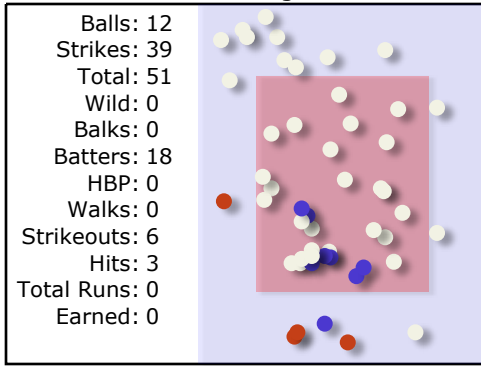 Balls: 12
Strikes: 39
Total: 51
Wild: 0
Balks: 0
Batters: 18
HBP: 0
Walks: 0
Strikeouts: 6
Hits: 3
Total Runs: 0
Earned: 0